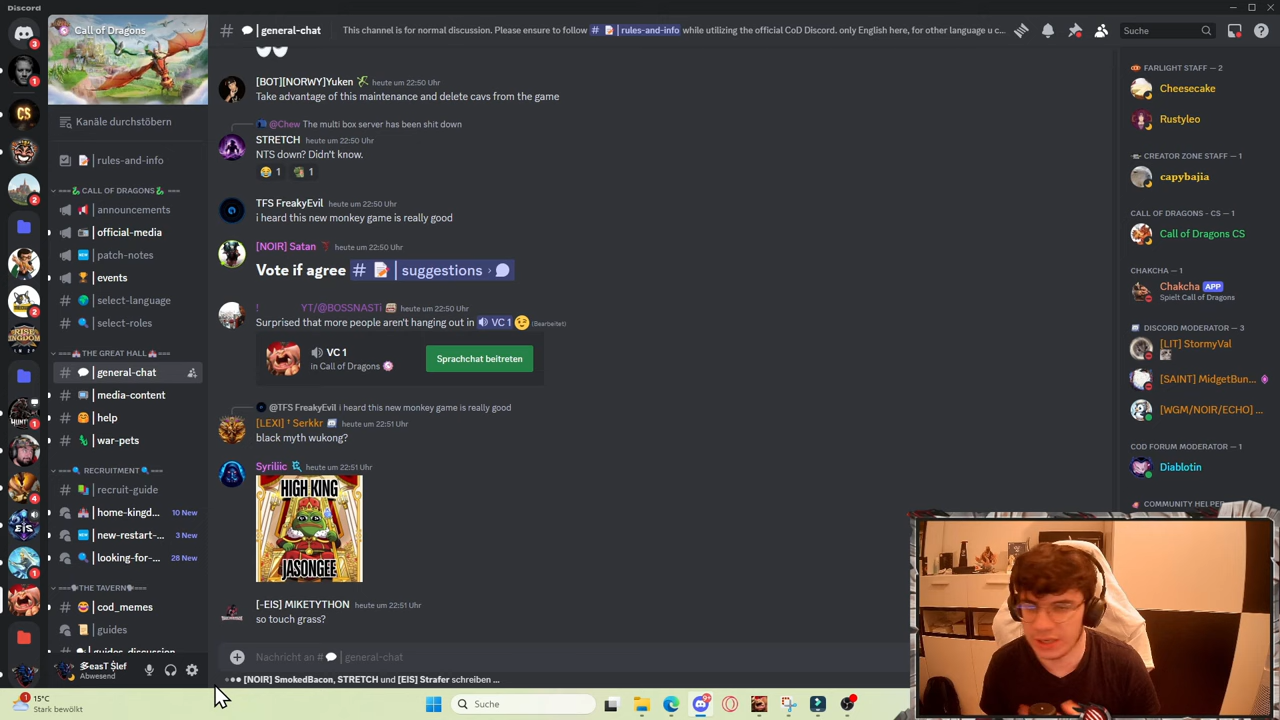 Discord
Call of Dragons
Kanäle durchstöbern
rules-and-info
===🐉CALL OF DRAGONS🐉===
announcements
official-media
patch-notes
events
select-language
select-roles
===🏰THE GREAT HALL🏰===
general-chat
media-content
help
war-pets
===🔍RECRUITMENT🔍===
recruit-guide
home-kingd... 10 New
new-restart-... 3 New
looking-for-... 28 New
===🗣THE TAVERN🗣===
cod_memes
guides
guides_discussion
Abwesend
# 💬 | general-chat
This channel is for normal discussion. Please ensure to follow # 📝 | rules-and-info while utilizing the official CoD Discord. only English here, for other language u c...
Suche
[BOT][NORWY]Yuken heute um 22:50 Uhr
Take advantage of this maintenance and delete cavs from the game
@Chew The multi box server has been shit down
STRETCH heute um 22:50 Uhr
NTS down? Didn't know.
😂 1 1
TFS FreakyEvil heute um 22:50 Uhr
i heard this new monkey game is really good
[NOIR] Satan heute um 22:50 Uhr
Vote if agree # 📝 | suggestions › 💬
! YT/@BOSSNASTi heute um 22:50 Uhr
Surprised that more people aren't hanging out in 🔊 VC 1 😉 (Bearbeitet)
VC 1
in Call of Dragons
Sprachchat beitreten
@TFS FreakyEvil i heard this new monkey game is really good
[LEXI] ᵀ Serkkr heute um 22:51 Uhr
black myth wukong?
Syriliic heute um 22:51 Uhr
HIGH KING
JASONGEE
[-EIS] MIKETYTHON heute um 22:51 Uhr
so touch grass?
Nachricht an # 💬 | general-chat
[NOIR] SmokedBacon, STRETCH und [EIS] Strafer schreiben ...
FARLIGHT STAFF — 2
Cheesecake
Rustyleo
CREATOR ZONE STAFF — 1
capybajia
CALL OF DRAGONS - CS — 1
Call of Dragons CS
CHAKCHA — 1
Chakcha APP
Spielt Call of Dragons
DISCORD MODERATOR — 3
[LIT] StormyVal
[SAINT] MidgetBun...
[WGM/NOIR/ECHO] ...
COD FORUM MODERATOR — 1
Diablotin
COMMUNITY HELPER
15°C
Stark bewölkt
Suche